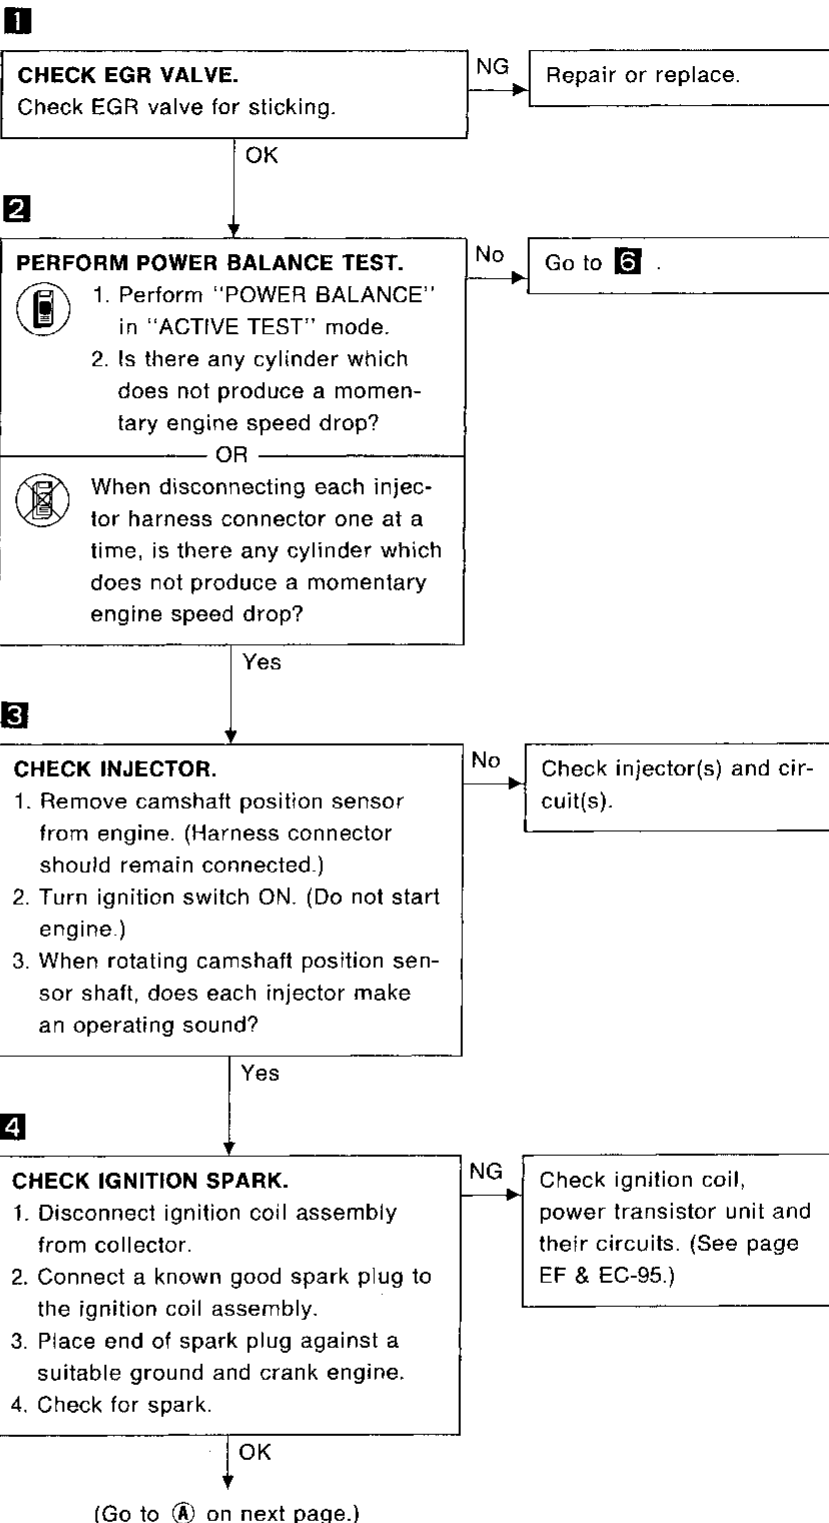 1
CHECK EGR VALVE.
Check EGR valve for sticking.
NG
Repair or replace.
OK
2
PERFORM POWER BALANCE TEST.
1. Perform "POWER BALANCE"
in "ACTIVE TEST" mode.
2. Is there any cylinder which
does not produce a momen-
tary engine speed drop?
OR
When disconnecting each injec-
tor harness connector one at a
time, is there any cylinder which
does not produce a momentary
engine speed drop?
No
Go to 6 .
Yes
3
CHECK INJECTOR.
1. Remove camshaft position sensor
from engine. (Harness connector
should remain connected.)
2. Turn ignition switch ON. (Do not start
engine.)
3. When rotating camshaft position sen-
sor shaft, does each injector make
an operating sound?
No
Check injector(s) and cir-
cuit(s).
Yes
4
CHECK IGNITION SPARK.
1. Disconnect ignition coil assembly
from collector.
2. Connect a known good spark plug to
the ignition coil assembly.
3. Place end of spark plug against a
suitable ground and crank engine.
4. Check for spark.
NG
Check ignition coil,
power transistor unit and
their circuits. (See page
EF & EC-95.)
OK
(Go to Ⓐ on next page.)